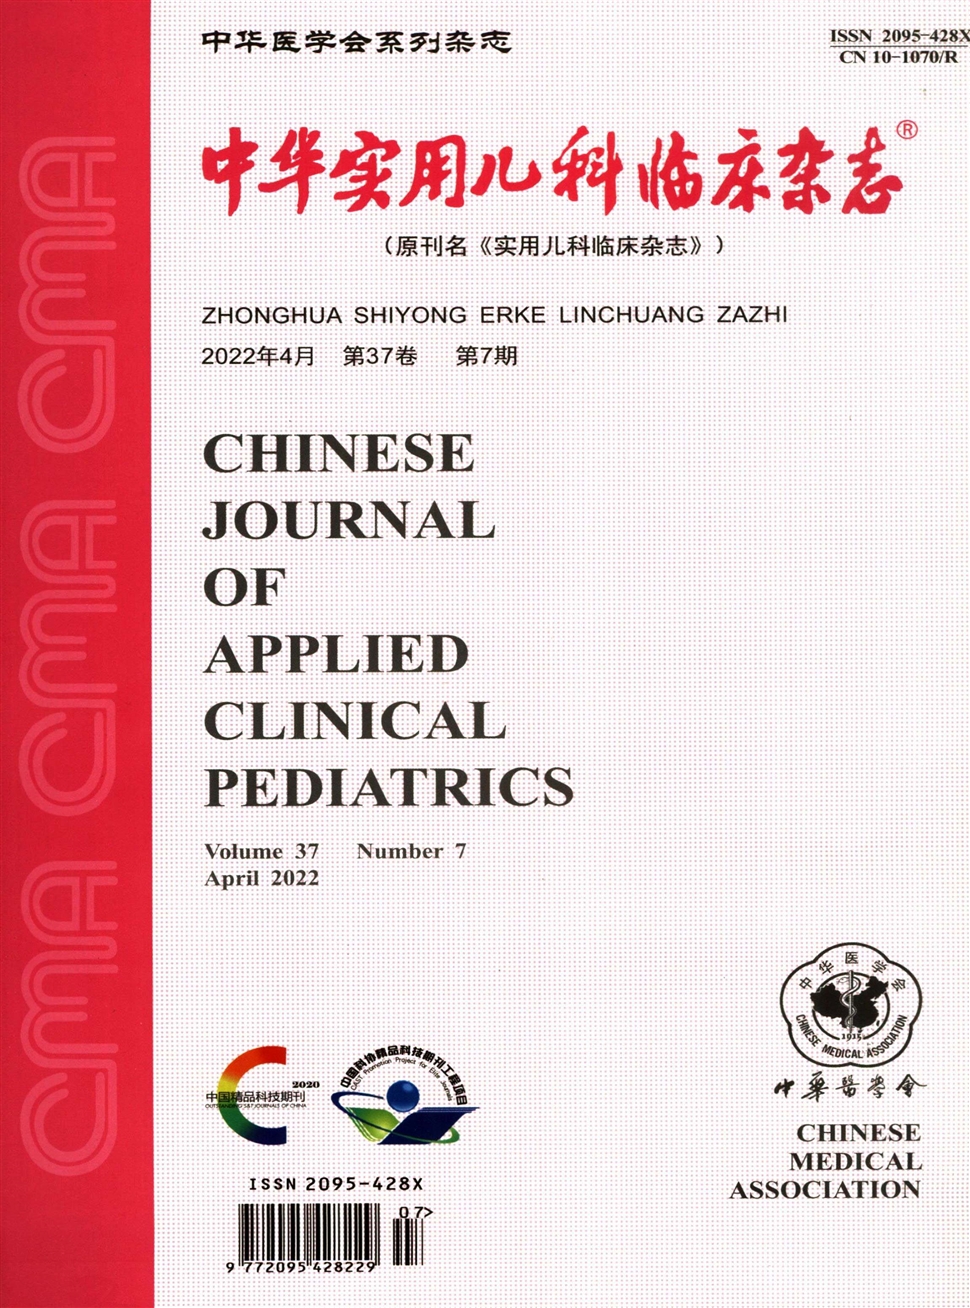 中华医学会系列杂志
ISSN 2095-428X
CN 10-1070/R
中华实用儿科临床杂志®
（原刊名《实用儿科临床杂志》）
ZHONGHUA SHIYONG ERKE LINCHUANG ZAZHI
2022年4月 第37卷 第7期
CHINESE
JOURNAL
OF
APPLIED
CLINICAL
PEDIATRICS
Volume 37 Number 7
April 2022
CMA CMA CMA
中华医学会
CHINESE MEDICAL ASSOCIATION
1915
中華醫學會
CHINESE
MEDICAL
ASSOCIATION
2020
中国精品科技期刊
OUTSTANDING S&T JOURNALS OF CHINA
中国科协精品科技期刊工程项目
CAST Promotion Project for Elite Journals
ISSN 2095-428X
07>
9 772095 428229